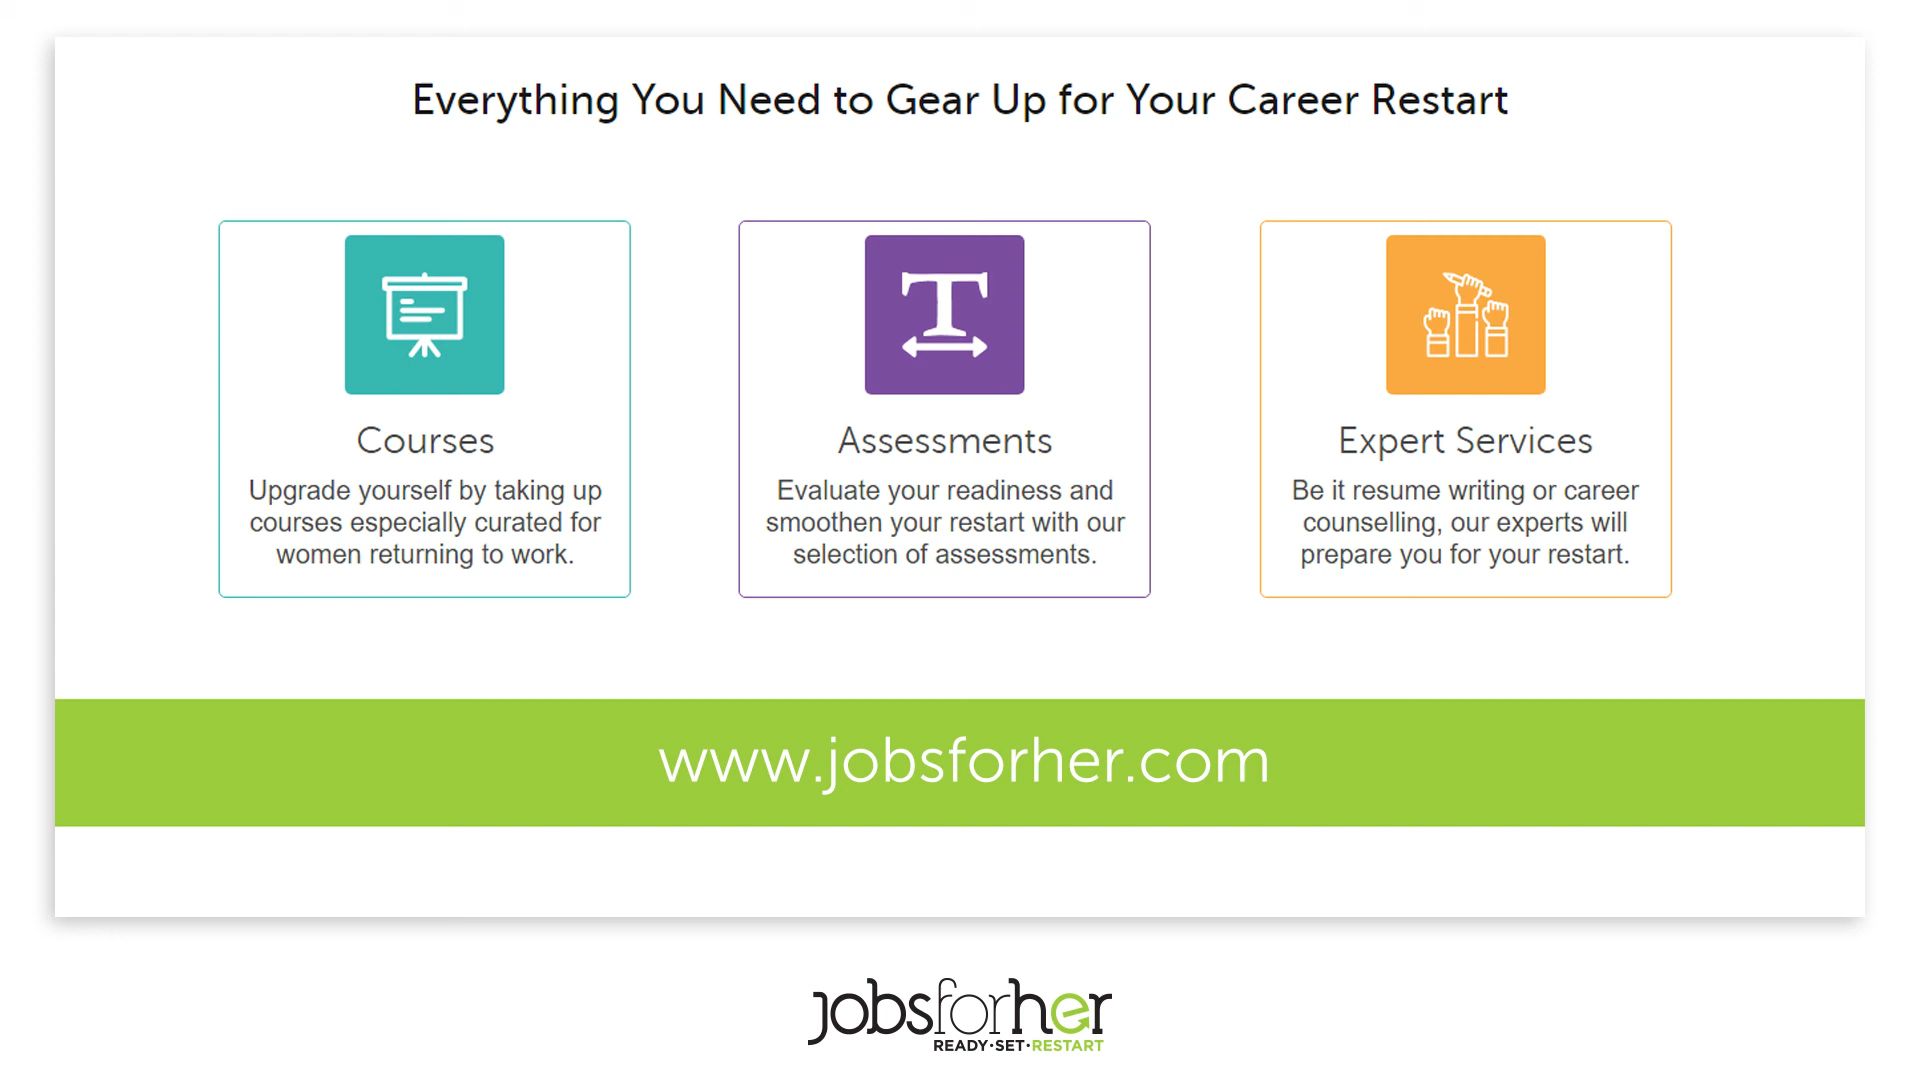 Everything You Need to Gear Up for Your Career Restart
Courses
Upgrade yourself by taking up
courses especially curated for
women returning to work.
Assessments
Evaluate your readiness and
smoothen your restart with our
selection of assessments.
Expert Services
Be it resume writing or career
counselling, our experts will
prepare you for your restart.
www.jobsforher.com
jobsforher
READY·SET·RESTART